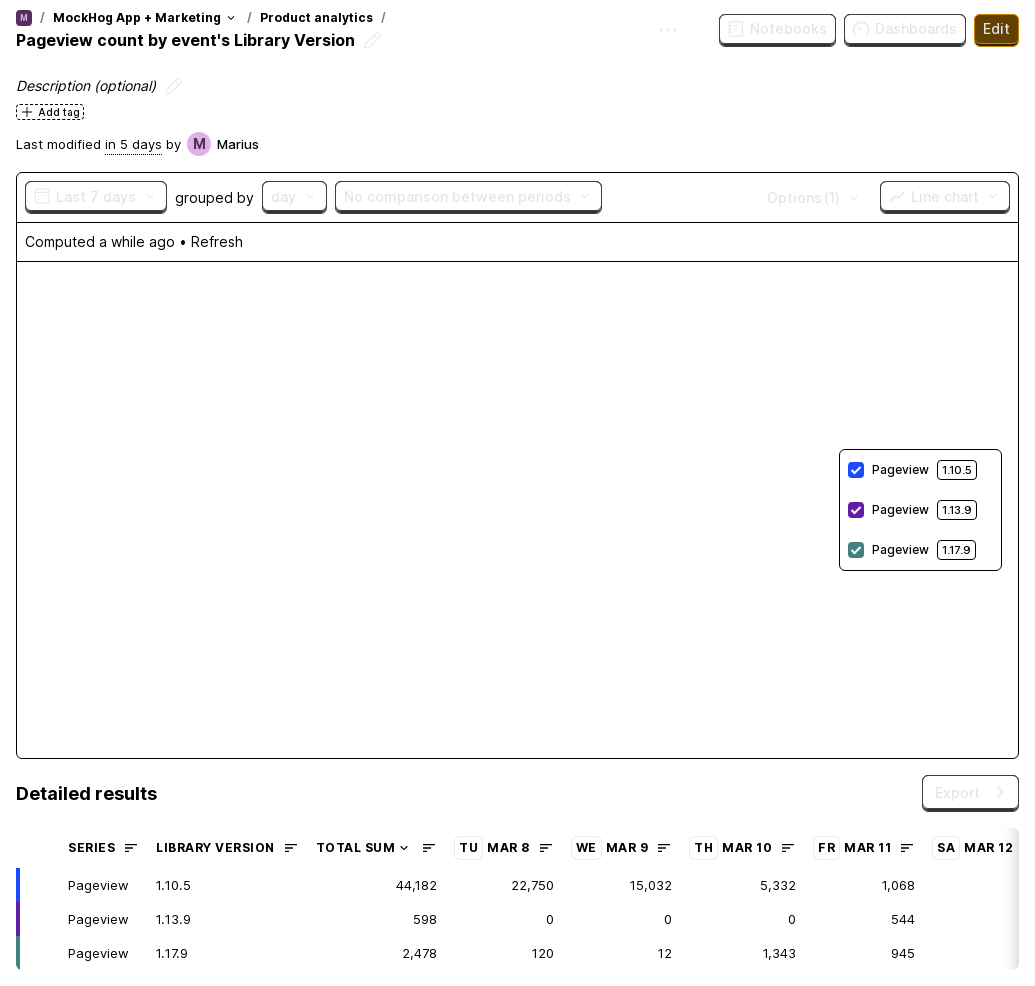 M / MockHog App + Marketing / Product analytics /
Pageview count by event's Library Version
Notebooks Dashboards Edit
Description (optional)
Add tag
Last modified in 5 days by M Marius
Last 7 days grouped by day No comparison between periods Options (1) Line chart
Computed a while ago • Refresh
Pageview 1.10.5
Pageview 1.13.9
Pageview 1.17.9
Detailed results Export
SERIES LIBRARY VERSION TOTAL SUM TU MAR 8 WE MAR 9 TH MAR 10 FR MAR 11 SA MAR 12
Pageview 1.10.5 44,182 22,750 15,032 5,332 1,068
Pageview 1.13.9 598 0 0 0 544
Pageview 1.17.9 2,478 120 12 1,343 945